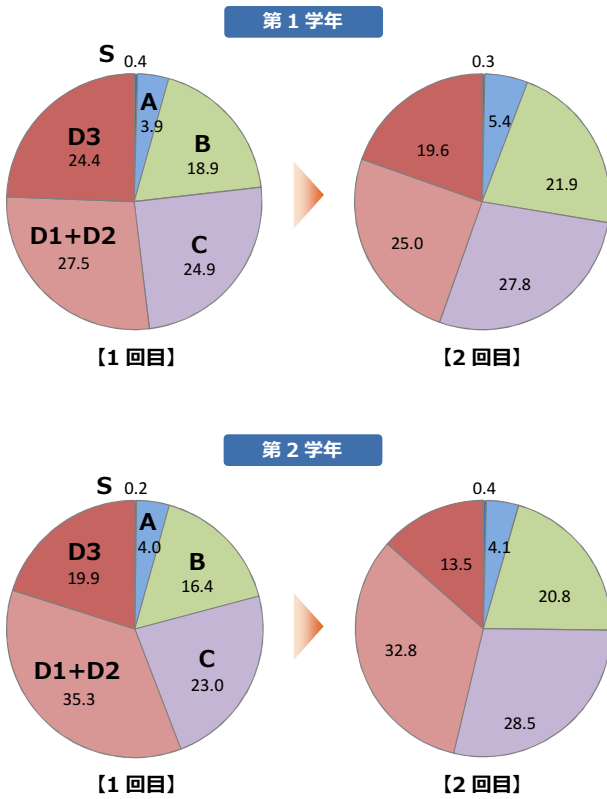 第 1 学年
S 0.4
A
3.9
B
18.9
C
24.9
D1+D2
27.5
D3
24.4
【1 回目】
0.3
5.4
21.9
27.8
25.0
19.6
【2 回目】
第 2 学年
S 0.2
A
4.0
B
16.4
C
23.0
D1+D2
35.3
D3
19.9
【1 回目】
0.4
4.1
20.8
28.5
32.8
13.5
【2 回目】